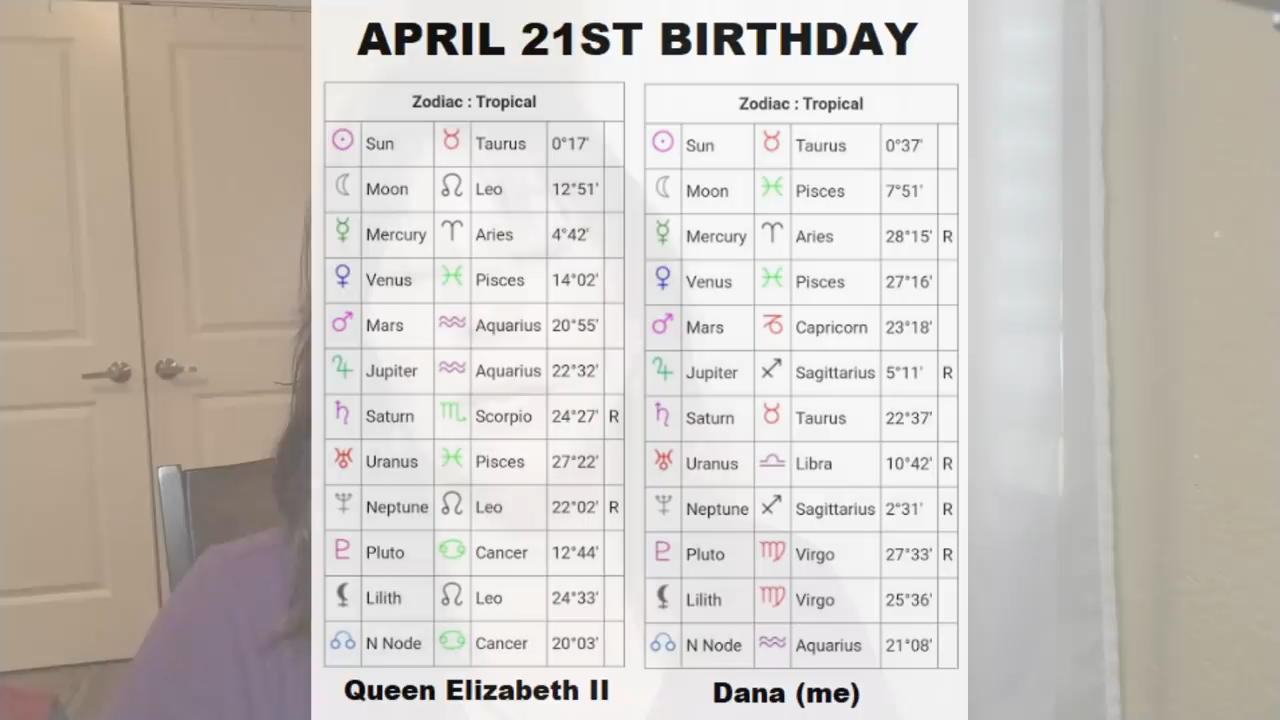 APRIL 21ST BIRTHDAY
Zodiac : Tropical
Sun Taurus 0°17'
Moon Leo 12°51'
Mercury Aries 4°42'
Venus Pisces 14°02'
Mars Aquarius 20°55'
Jupiter Aquarius 22°32'
Saturn Scorpio 24°27' R
Uranus Pisces 27°22'
Neptune Leo 22°02' R
Pluto Cancer 12°44'
Lilith Leo 24°33'
N Node Cancer 20°03'
Queen Elizabeth II
Zodiac : Tropical
Sun Taurus 0°37'
Moon Pisces 7°51'
Mercury Aries 28°15' R
Venus Pisces 27°16'
Mars Capricorn 23°18'
Jupiter Sagittarius 5°11' R
Saturn Taurus 22°37'
Uranus Libra 10°42' R
Neptune Sagittarius 2°31' R
Pluto Virgo 27°33' R
Lilith Virgo 25°36'
N Node Aquarius 21°08'
Dana (me)